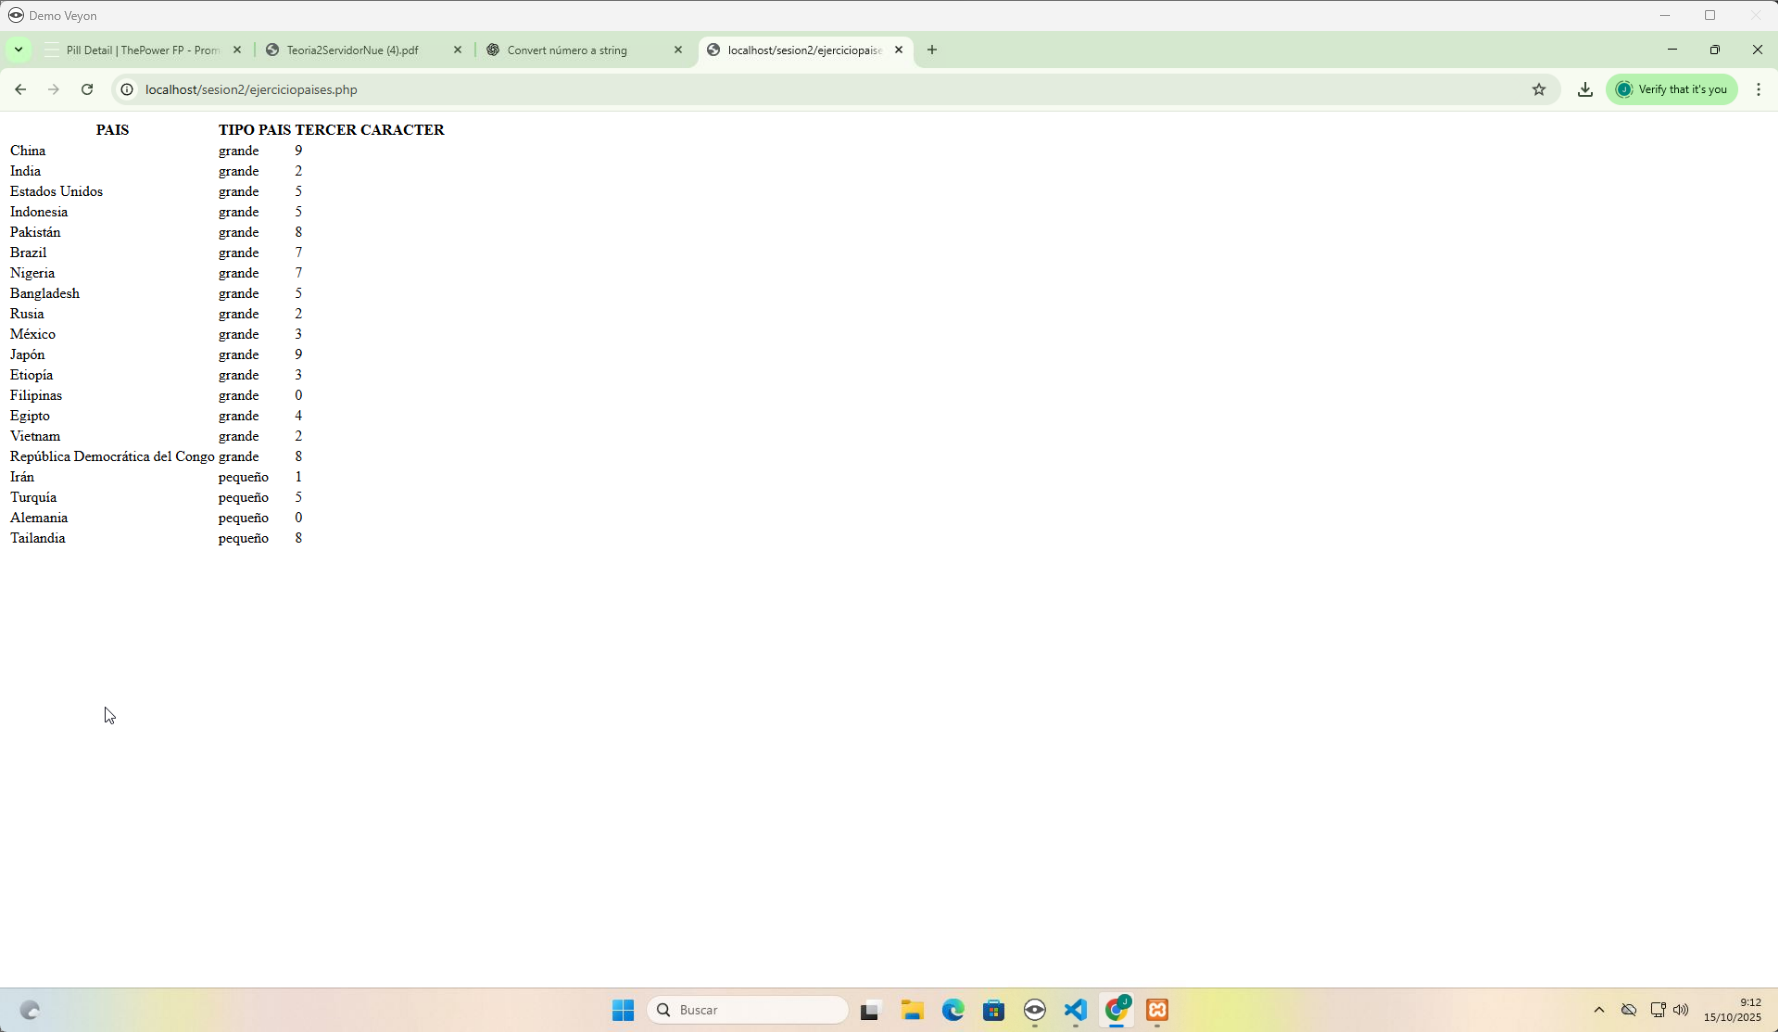 Demo Veyon
Pill Detail | ThePower FP - Prom
Teoria2ServidorNue (4).pdf
Convert número a string
localhost/sesion2/ejerciciopaise
localhost/sesion2/ejerciciopaises.php
Verify that it's you
PAIS TIPO PAIS TERCER CARACTER
China grande 9
India grande 2
Estados Unidos grande 5
Indonesia grande 5
Pakistán grande 8
Brazil grande 7
Nigeria grande 7
Bangladesh grande 5
Rusia grande 2
México grande 3
Japón grande 9
Etiopía grande 3
Filipinas grande 0
Egipto grande 4
Vietnam grande 2
República Democrática del Congo grande 8
Irán pequeño 1
Turquía pequeño 5
Alemania pequeño 0
Tailandia pequeño 8
Buscar
9:12
15/10/2025